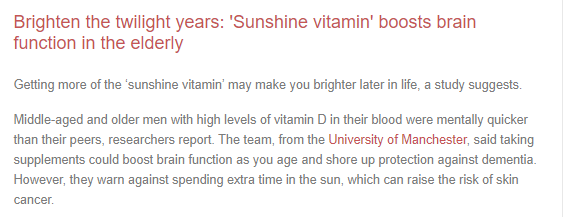 Brighten the twilight years: 'Sunshine vitamin' boosts brain
function in the elderly
Getting more of the ‘sunshine vitamin’ may make you brighter later in life, a study suggests.
Middle-aged and older men with high levels of vitamin D in their blood were mentally quicker
than their peers, researchers report. The team, from the University of Manchester, said taking
supplements could boost brain function as you age and shore up protection against dementia.
However, they warn against spending extra time in the sun, which can raise the risk of skin
cancer.